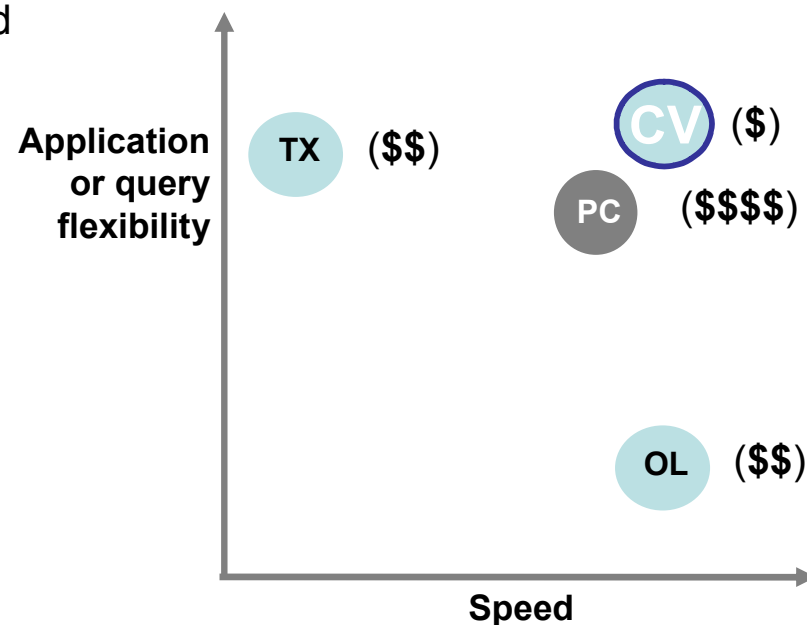 Application
or query
flexibility
TX ($$)
CV ($)
PC ($$$$)
OL ($$)
Speed